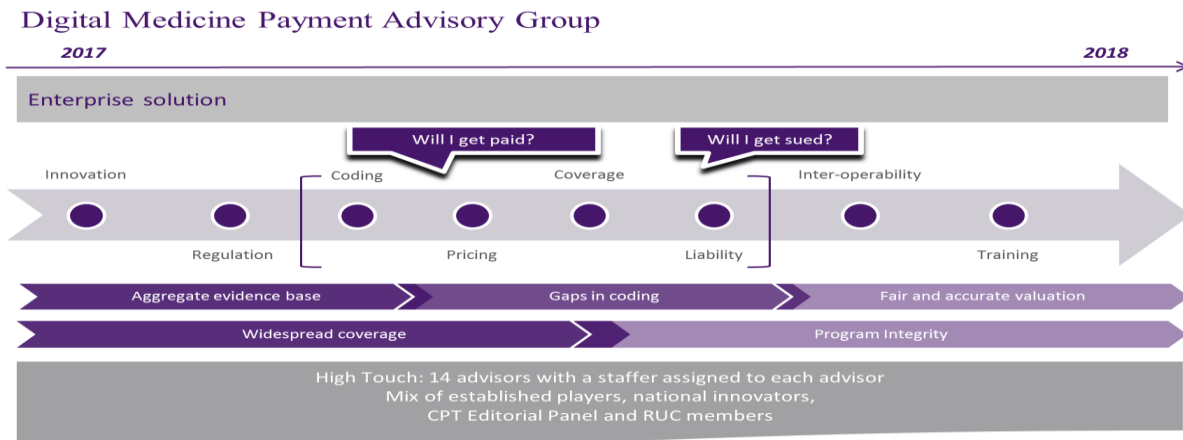 Digital Medicine Payment Advisory Group
2017
2018
Enterprise solution
Will I get paid?
Will I get sued?
Innovation
Coding
Coverage
Inter-operability
Regulation
Pricing
Liability
Training
Aggregate evidence base
Gaps in coding
Fair and accurate valuation
Widespread coverage
Program Integrity
High Touch: 14 advisors with a staffer assigned to each advisor
Mix of established players, national innovators,
CPT Editorial Panel and RUC members